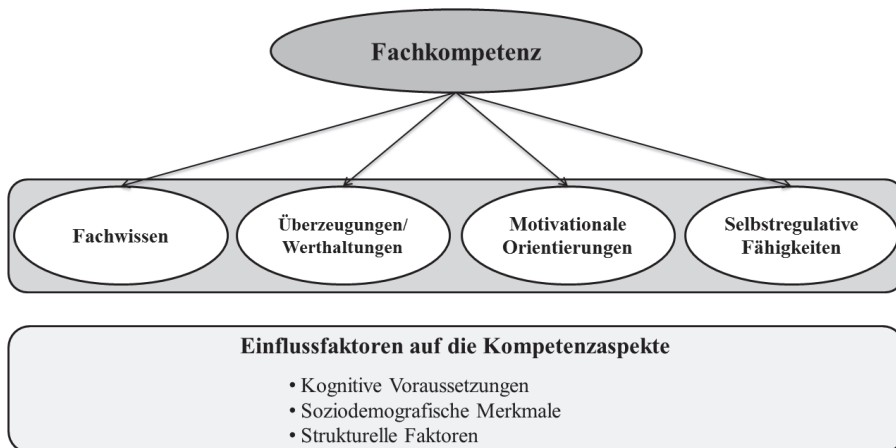 Fachkompetenz
Fachwissen
Überzeugungen/
Werthaltungen
Motivationale
Orientierungen
Selbstregulative
Fähigkeiten
Einflussfaktoren auf die Kompetenzaspekte
• Kognitive Voraussetzungen
• Soziodemografische Merkmale
• Strukturelle Faktoren